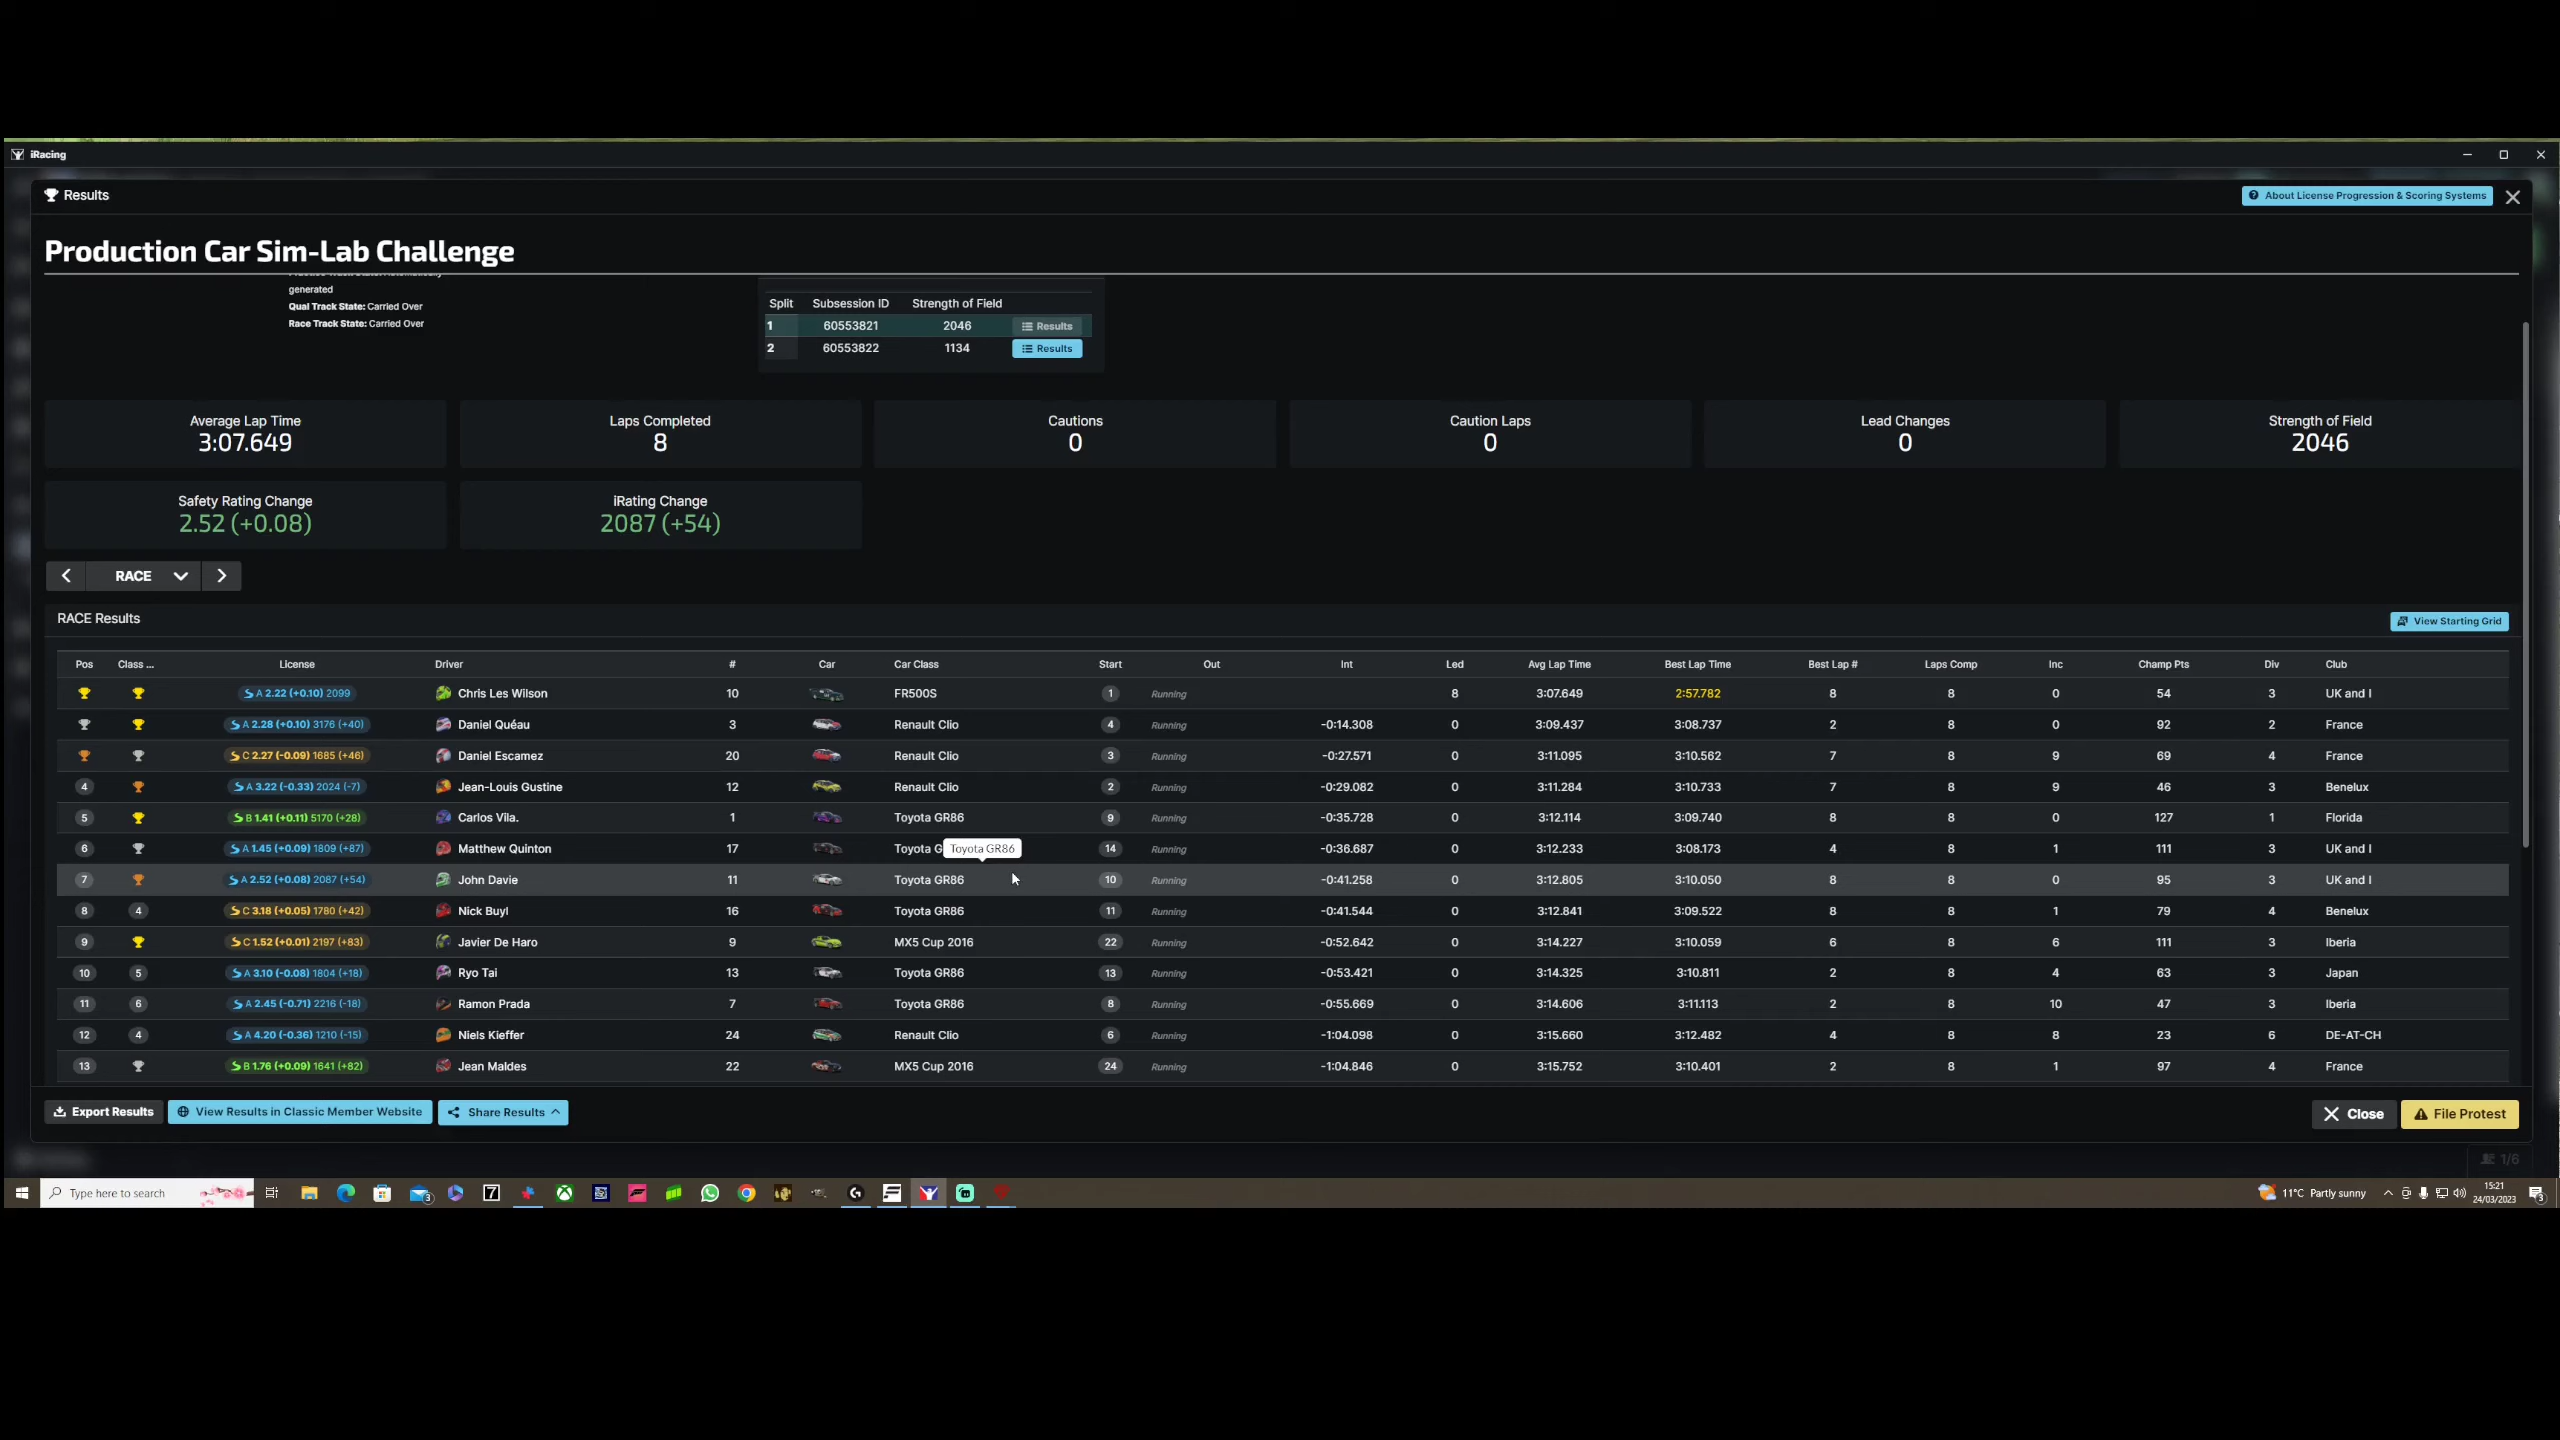 iRacing
Results
About License Progression & Scoring Systems
Production Car Sim-Lab Challenge
generated
Qual Track State: Carried Over
Race Track State: Carried Over
Split Subsession ID Strength of Field
1 60553821 2046 Results
2 60553822 1134 Results
Average Lap Time Laps Completed Cautions Caution Laps Lead Changes Strength of Field
3:07.649 8 0 0 0 2046
Safety Rating Change iRating Change
2.52 (+0.08) 2087 (+54)
RACE
RACE Results
View Starting Grid
Pos Class ... License Driver # Car Car Class Start Out Int Led Avg Lap Time Best Lap Time Best Lap # Laps Comp Inc Champ Pts Div Club
A 2.22 (+0.10) 2099 Chris Les Wilson 10 FR500S 1 Running 8 3:07.649 2:57.782 8 8 0 54 3 UK and I
A 2.28 (+0.10) 3176 (+40) Daniel Quéau 3 Renault Clio 4 Running -0:14.308 0 3:09.437 3:08.737 2 8 0 92 2 France
C 2.27 (-0.09) 1685 (+46) Daniel Escamez 20 Renault Clio 3 Running -0:27.571 0 3:11.095 3:10.562 7 8 9 69 4 France
4 A 3.22 (-0.33) 2024 (-7) Jean-Louis Gustine 12 Renault Clio 2 Running -0:29.082 0 3:11.284 3:10.733 7 8 9 46 3 Benelux
5 B 1.41 (+0.11) 5170 (+28) Carlos Vila. 1 Toyota GR86 9 Running -0:35.728 0 3:12.114 3:09.740 8 8 0 127 1 Florida
6 A 1.45 (+0.09) 1809 (+87) Matthew Quinton 17 Toyota G Toyota GR86 14 Running -0:36.687 0 3:12.233 3:08.173 4 8 1 111 3 UK and I
7 A 2.52 (+0.08) 2087 (+54) John Davie 11 Toyota GR86 10 Running -0:41.258 0 3:12.805 3:10.050 8 8 0 95 3 UK and I
8 4 C 3.18 (+0.05) 1780 (+42) Nick Buyl 16 Toyota GR86 11 Running -0:41.544 0 3:12.841 3:09.522 8 8 1 79 4 Benelux
9 C 1.52 (+0.01) 2197 (+83) Javier De Haro 9 MX5 Cup 2016 22 Running -0:52.642 0 3:14.227 3:10.059 6 8 6 111 3 Iberia
10 5 A 3.10 (-0.08) 1804 (+18) Ryo Tai 13 Toyota GR86 13 Running -0:53.421 0 3:14.325 3:10.811 2 8 4 63 3 Japan
11 6 A 2.45 (-0.71) 2216 (-18) Ramon Prada 7 Toyota GR86 8 Running -0:55.669 0 3:14.606 3:11.113 2 8 10 47 3 Iberia
12 4 A 4.20 (-0.36) 1210 (-15) Niels Kieffer 24 Renault Clio 6 Running -1:04.098 0 3:15.660 3:12.482 4 8 8 23 6 DE-AT-CH
13 B 1.76 (+0.09) 1641 (+82) Jean Maldes 22 MX5 Cup 2016 24 Running -1:04.846 0 3:15.752 3:10.401 2 8 1 97 4 France
Export Results View Results in Classic Member Website Share Results Close File Protest
1/6
Type here to search 3 7 11°C Partly sunny 15:21
24/03/2023 3